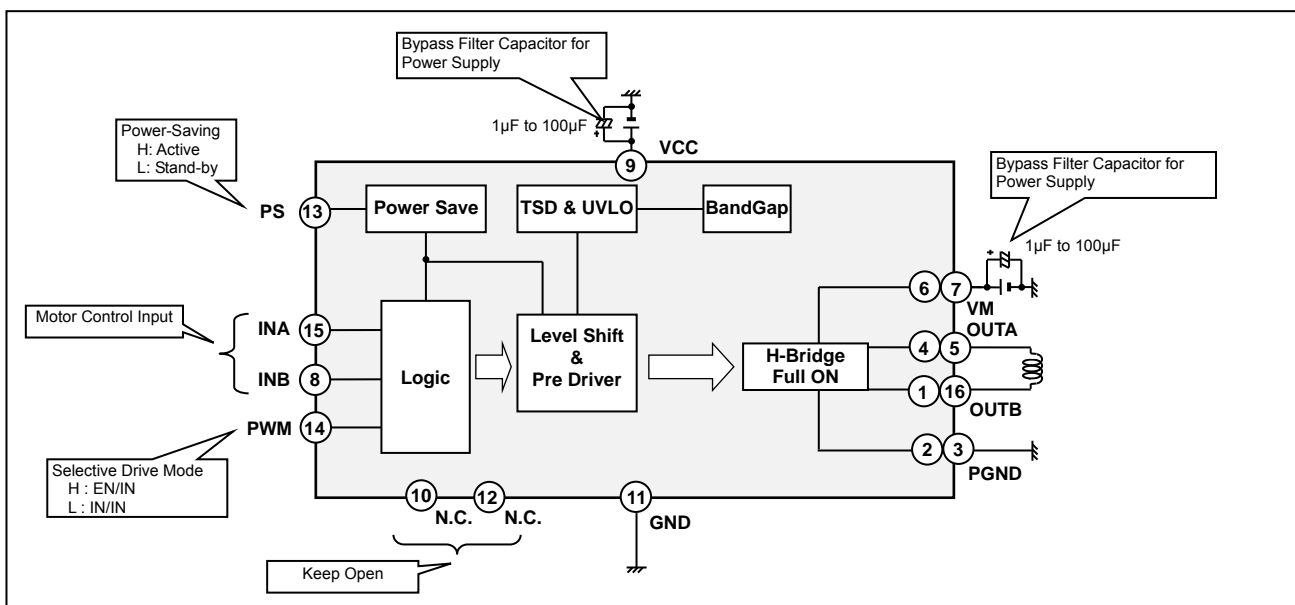 Bypass Filter Capacitor for
Power Supply
1µF to 100µF
+
VCC
9
Power-Saving
H: Active
L: Stand-by
Bypass Filter Capacitor for
Power Supply
1µF to 100µF
+
PS
13
Power Save
TSD & UVLO
BandGap
6
7
VM
Motor Control Input
INA
15
INB
8
PWM
14
Logic
Level Shift
&
Pre Driver
H-Bridge
Full ON
OUTA
4
5
1
16
OUTB
2
3
PGND
Selective Drive Mode
H : EN/IN
L : IN/IN
10
N.C.
12
N.C.
11
GND
Keep Open